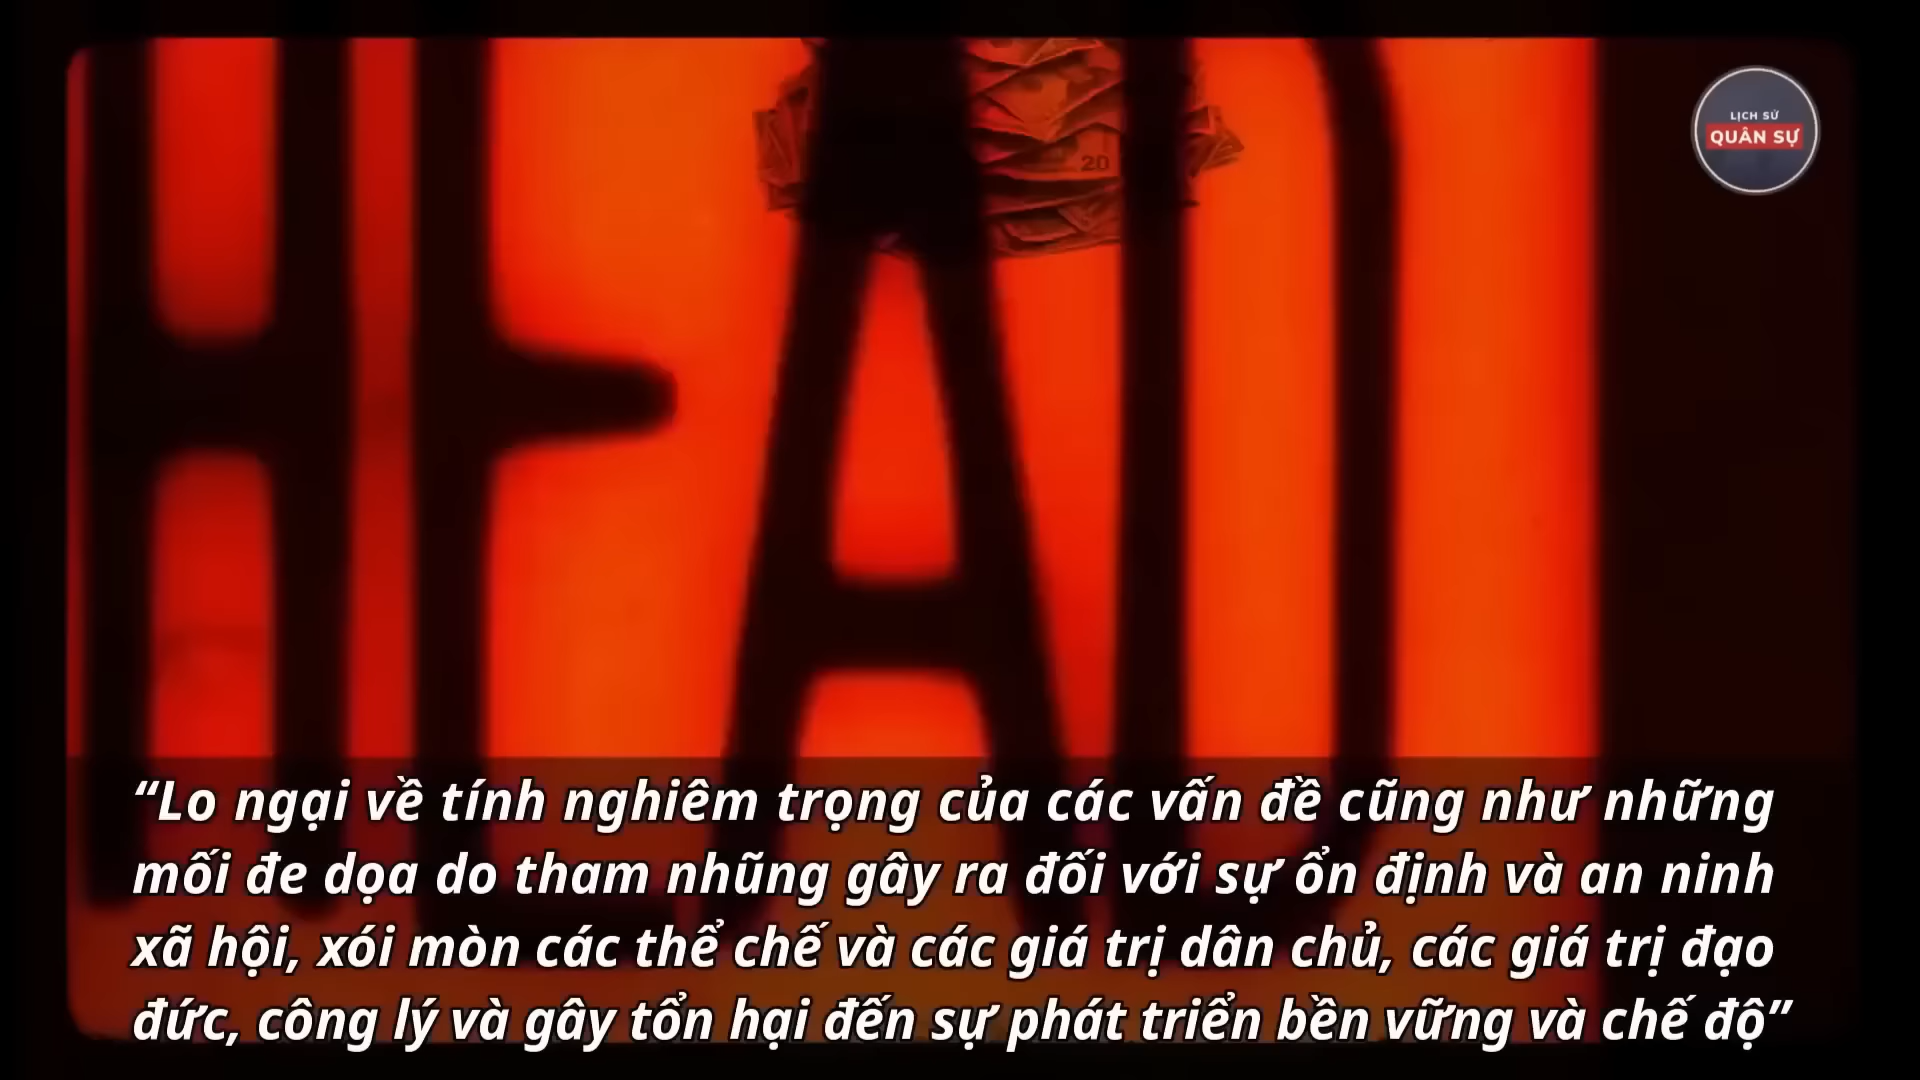 LỊCH SỬ
QUÂN SỰ
20
HEAD
“Lo ngại về tính nghiêm trọng của các vấn đề cũng như những
mối đe dọa do tham nhũng gây ra đối với sự ổn định và an ninh
xã hội, xói mòn các thể chế và các giá trị dân chủ, các giá trị đạo
đức, công lý và gây tổn hại đến sự phát triển bền vững và chế độ”